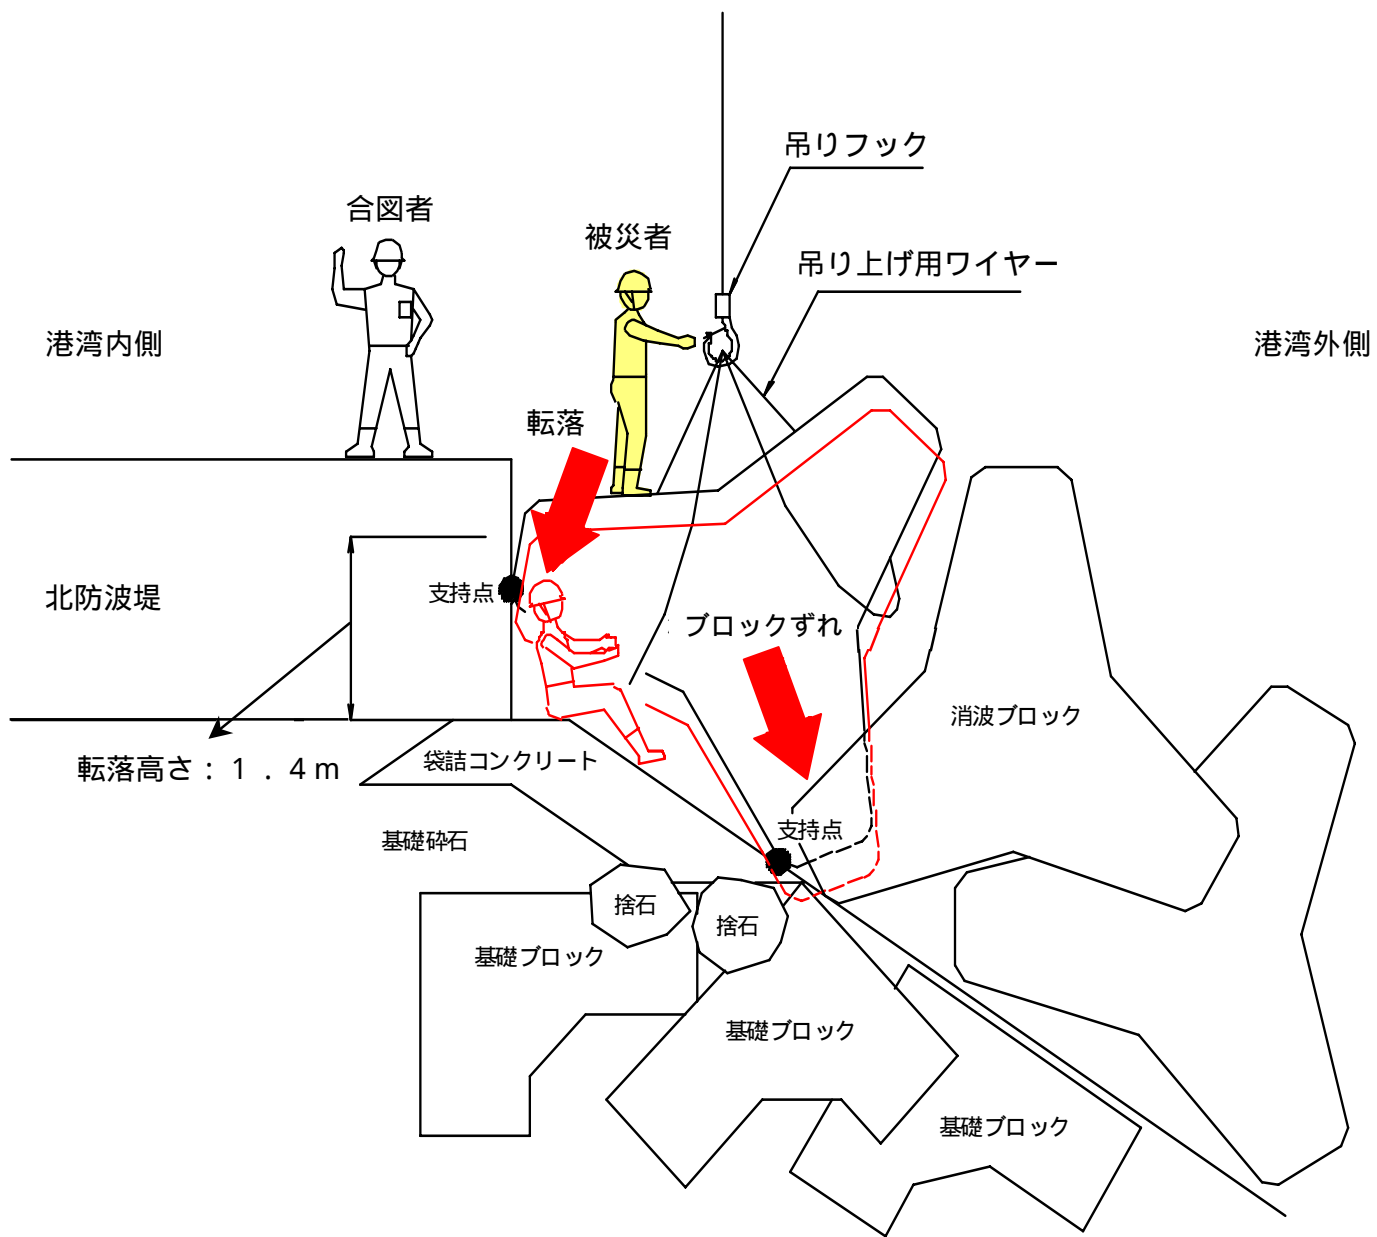 吊りフック
合図者
被災者
吊り上げ用ワイヤー
港湾内側
港湾外側
転落
支持点
北防波堤
ブロックずれ
消波ブロック
袋詰コンクリート
転落高さ：１．４ｍ
支持点
基礎砕石
捨石
捨石
基礎ブロック
基礎ブロック
基礎ブロック